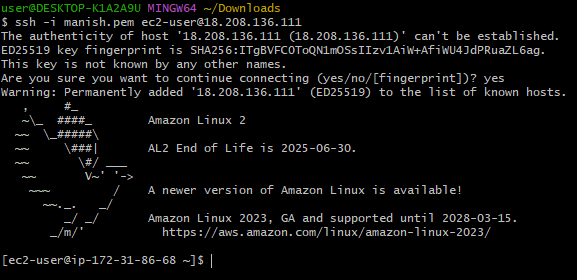 user@DESKTOP-K1A2A9U MINGW64 ~/Downloads
$ ssh -i manish.pem ec2-user@18.208.136.111
The authenticity of host '18.208.136.111 (18.208.136.111)' can't be established.
ED25519 key fingerprint is SHA256:ITgBVFCOToQN1mOSsIIzv1AiW+AfiWU4JdPRuaZL6ag.
This key is not known by any other names.
Are you sure you want to continue connecting (yes/no/[fingerprint])? yes
Warning: Permanently added '18.208.136.111' (ED25519) to the list of known hosts.
   ,     #_
   ~\_  ####_        Amazon Linux 2
  ~~  \_#####\
  ~~     \###|       AL2 End of Life is 2025-06-30.
  ~~       \#/ ___
   ~~       V~' '->
    ~~~         /    A newer version of Amazon Linux is available!
      ~~._.   _/
         _/ _/       Amazon Linux 2023, GA and supported until 2028-03-15.
       _/m/'           https://aws.amazon.com/linux/amazon-linux-2023/
[ec2-user@ip-172-31-86-68 ~]$